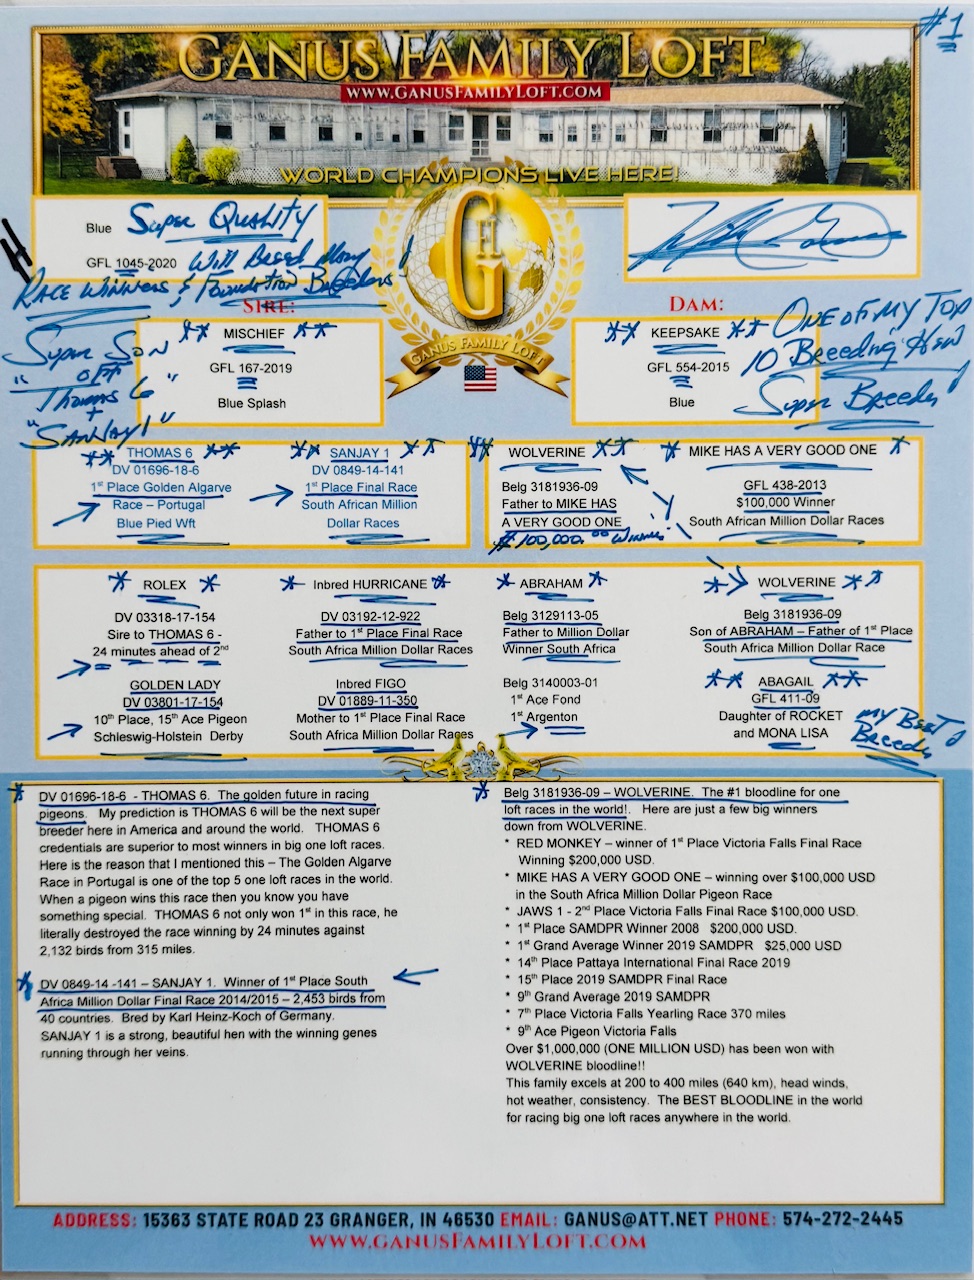 #1
GANUS FAMILY LOFT
WWW.GANUSFAMILYLOFT.COM
WORLD CHAMPIONS LIVE HERE!
Blue Super Quality
GFL 1045-2020 Will Breed Many
Race Winners & Foundation Breeders!
GFL
GANUS FAMILY LOFT
Super Son
OFF
"Thomas 6"
+
"SANJAY 1"
SIRE:
** MISCHIEF **
GFL 167-2019
Blue Splash
DAM:
** KEEPSAKE **
GFL 554-2015
Blue
ONE OF MY TOP
10 Breeding Hen
Super Breeder!
** THOMAS 6 **
DV 01696-18-6
1st Place Golden Algarve
Race – Portugal
Blue Pied Wft
** SANJAY 1 **
DV 0849-14-141
1st Place Final Race
South African Million
Dollar Races
** WOLVERINE **
Belg 3181936-09
Father to MIKE HAS
A VERY GOOD ONE
$100,000.00 Winner
* MIKE HAS A VERY GOOD ONE *
GFL 438-2013
$100,000 Winner
South African Million Dollar Races
* ROLEX *
DV 03318-17-154
Sire to THOMAS 6 -
24 minutes ahead of 2nd
GOLDEN LADY
DV 03801-17-154
10th Place, 15th Ace Pigeon
Schleswig-Holstein Derby
* Inbred HURRICANE *
DV 03192-12-922
Father to 1st Place Final Race
South Africa Million Dollar Races
Inbred FIGO
DV 01889-11-350
Mother to 1st Place Final Race
South Africa Million Dollar Races
* ABRAHAM *
Belg 3129113-05
Father to Million Dollar
Winner South Africa
Belg 3140003-01
1st Ace Fond
1st Argenton
* WOLVERINE **
Belg 3181936-09
Son of ABRAHAM – Father of 1st Place
South Africa Million Dollar Race
** ABAGAIL **
GFL 411-09
Daughter of ROCKET
and MONA LISA
My Best
Breeder!
* DV 01696-18-6 - THOMAS 6. The golden future in racing
pigeons. My prediction is THOMAS 6 will be the next super
breeder here in America and around the world. THOMAS 6
credentials are superior to most winners in big one loft races.
Here is the reason that I mentioned this – The Golden Algarve
Race in Portugal is one of the top 5 one loft races in the world.
When a pigeon wins this race then you know you have
something special. THOMAS 6 not only won 1st in this race, he
literally destroyed the race winning by 24 minutes against
2,132 birds from 315 miles.
* DV 0849-14 -141 – SANJAY 1. Winner of 1st Place South
Africa Million Dollar Final Race 2014/2015 – 2,453 birds from
40 countries. Bred by Karl Heinz-Koch of Germany.
SANJAY 1 is a strong, beautiful hen with the winning genes
running through her veins.
* Belg 3181936-09 – WOLVERINE. The #1 bloodline for one
loft races in the world!. Here are just a few big winners
down from WOLVERINE.
* RED MONKEY – winner of 1st Place Victoria Falls Final Race
Winning $200,000 USD.
* MIKE HAS A VERY GOOD ONE – winning over $100,000 USD
in the South Africa Million Dollar Pigeon Race
* JAWS 1 - 2nd Place Victoria Falls Final Race $100,000 USD.
* 1st Place SAMDPR Winner 2008 $200,000 USD.
* 1st Grand Average Winner 2019 SAMDPR $25,000 USD
* 14th Place Pattaya International Final Race 2019
* 15th Place 2019 SAMDPR Final Race
* 9th Grand Average 2019 SAMDPR
* 7th Place Victoria Falls Yearling Race 370 miles
* 9th Ace Pigeon Victoria Falls
Over $1,000,000 (ONE MILLION USD) has been won with
WOLVERINE bloodline!!
This family excels at 200 to 400 miles (640 km), head winds,
hot weather, consistency. The BEST BLOODLINE in the world
for racing big one loft races anywhere in the world.
ADDRESS: 15363 STATE ROAD 23 GRANGER, IN 46530 EMAIL: GANUS@ATT.NET PHONE: 574-272-2445
WWW.GANUSFAMILYLOFT.COM